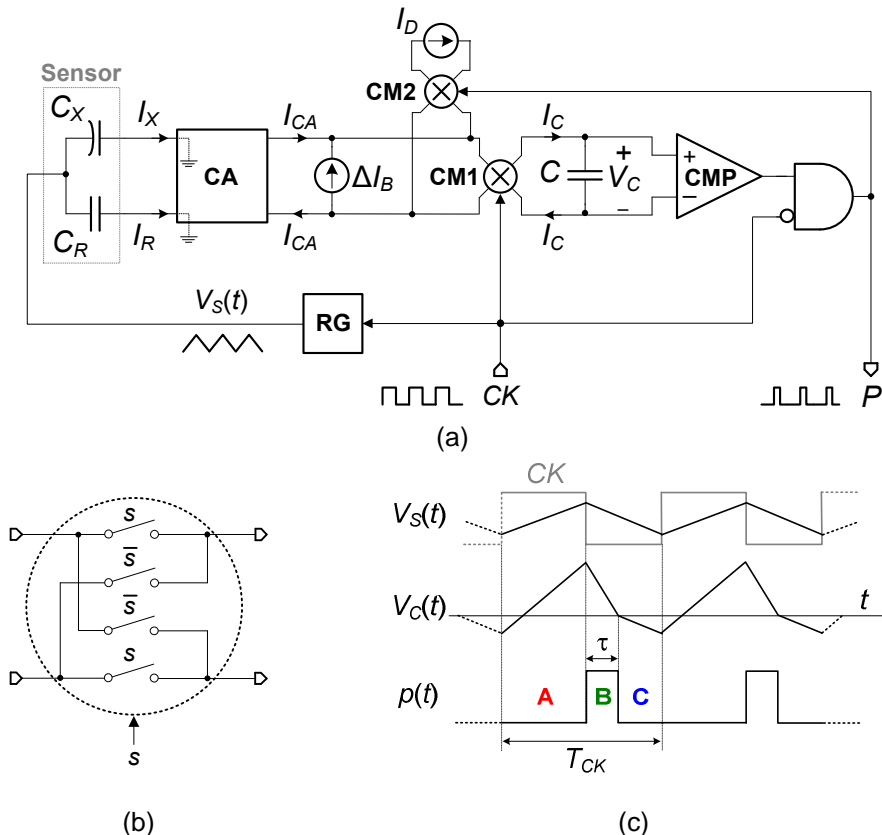 I_D
Sensor
CM2
C_X
I_X
I_CA
I_C
CA
ΔI_B
CM1
C
+
V_C
−
+
−
CMP
C_R
I_R
I_CA
I_C
V_S(t)
RG
CK
P
(a)
s
s̅
s̅
s
s
(b)
CK
V_S(t)
V_C(t)
t
τ
p(t)
A
B
C
T_CK
(c)